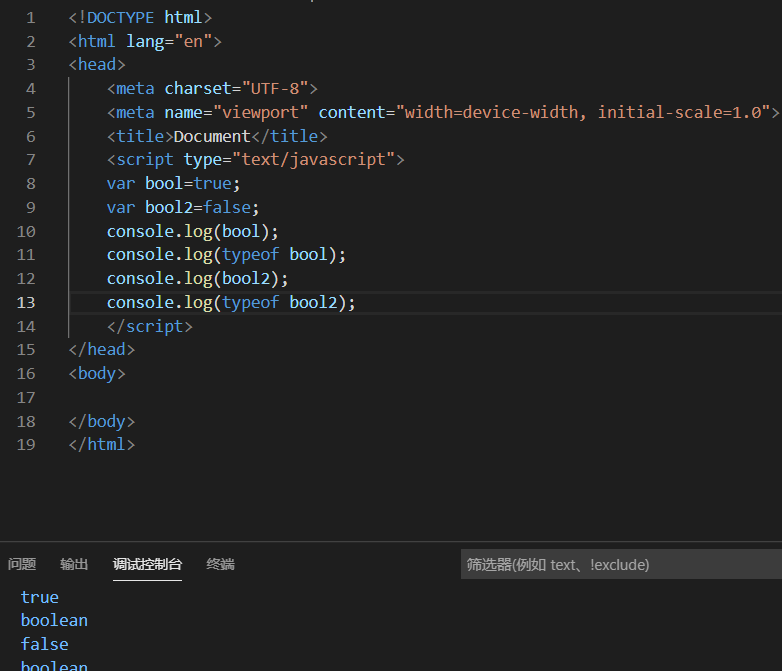 1 <!DOCTYPE html>
2 <html lang="en">
3 <head>
4     <meta charset="UTF-8">
5     <meta name="viewport" content="width=device-width, initial-scale=1.0">
6     <title>Document</title>
7     <script type="text/javascript">
8     var bool=true;
9     var bool2=false;
10     console.log(bool);
11     console.log(typeof bool);
12     console.log(bool2);
13     console.log(typeof bool2);
14     </script>
15 </head>
16 <body>
17
18 </body>
19 </html>
问题 输出 调试控制台 终端 筛选器(例如 text、!exclude)
true
boolean
false
boolean